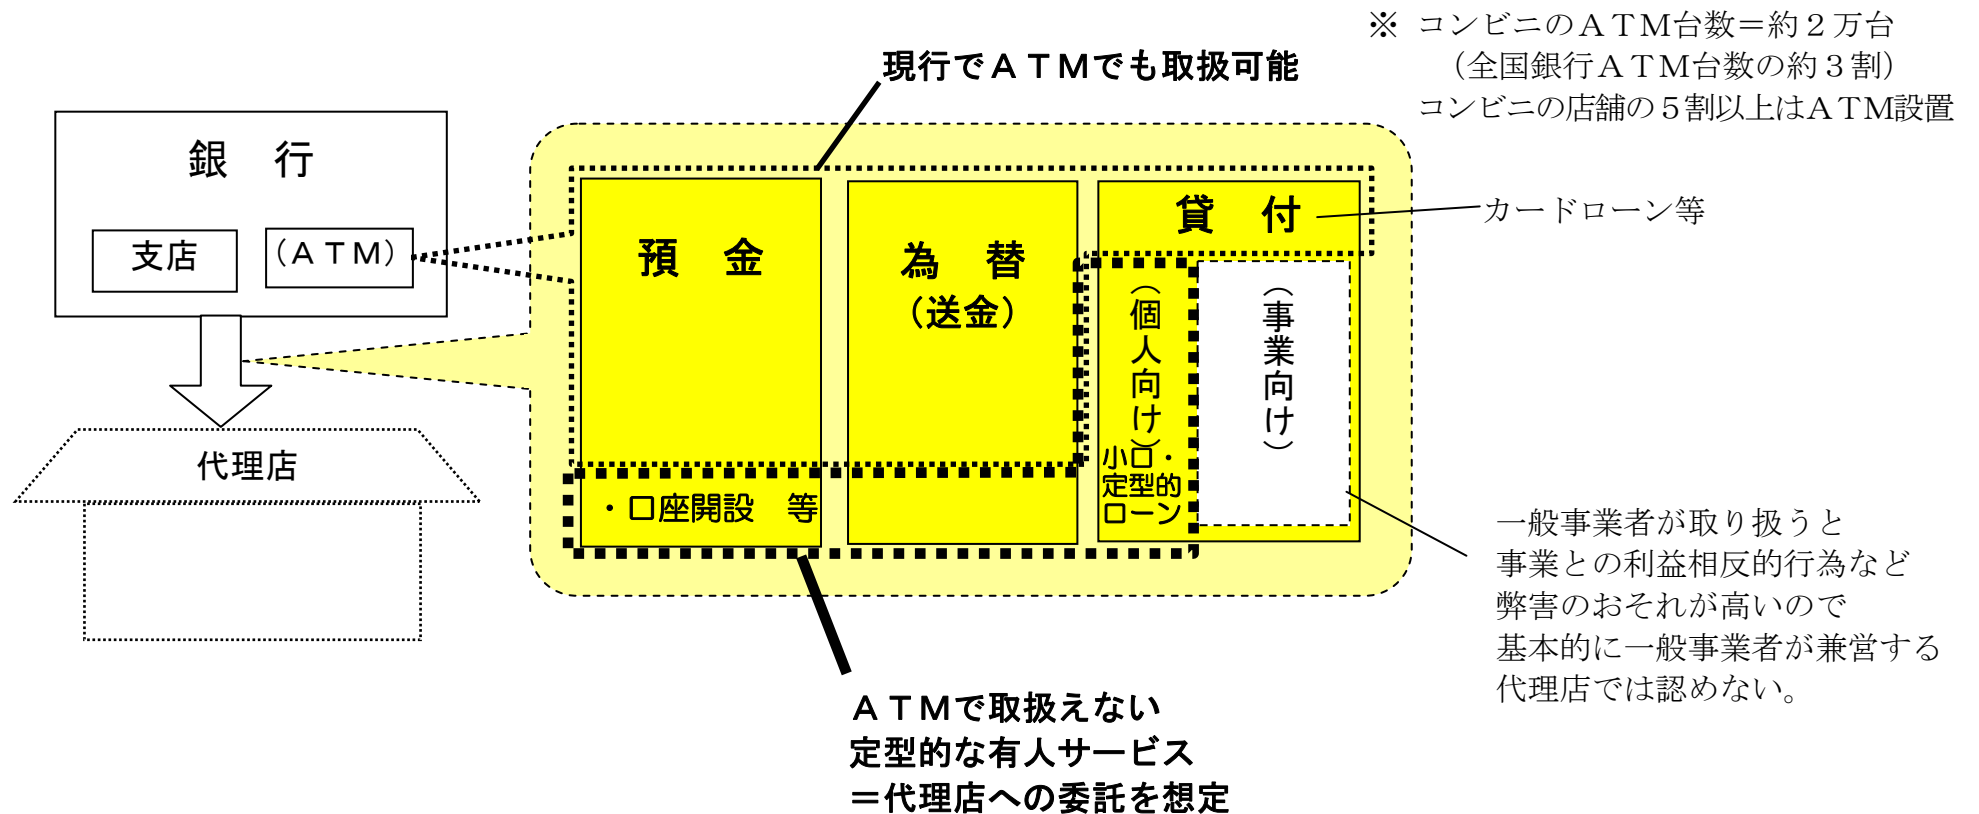 ※ コンビニのＡＴＭ台数＝約２万台
（全国銀行ＡＴＭ台数の約３割）
コンビニの店舗の５割以上はＡＴＭ設置
現行でＡＴＭでも取扱可能
銀　行
支店
（ＡＴＭ）
代理店
預　金
・口座開設　等
為　替
（送金）
貸　付
（個人向け）
小口・
定型的
ローン
（事業向け）
カードローン等
一般事業者が取り扱うと
事業との利益相反的行為など
弊害のおそれが高いので
基本的に一般事業者が兼営する
代理店では認めない。
ＡＴＭで取扱えない
定型的な有人サービス
＝代理店への委託を想定